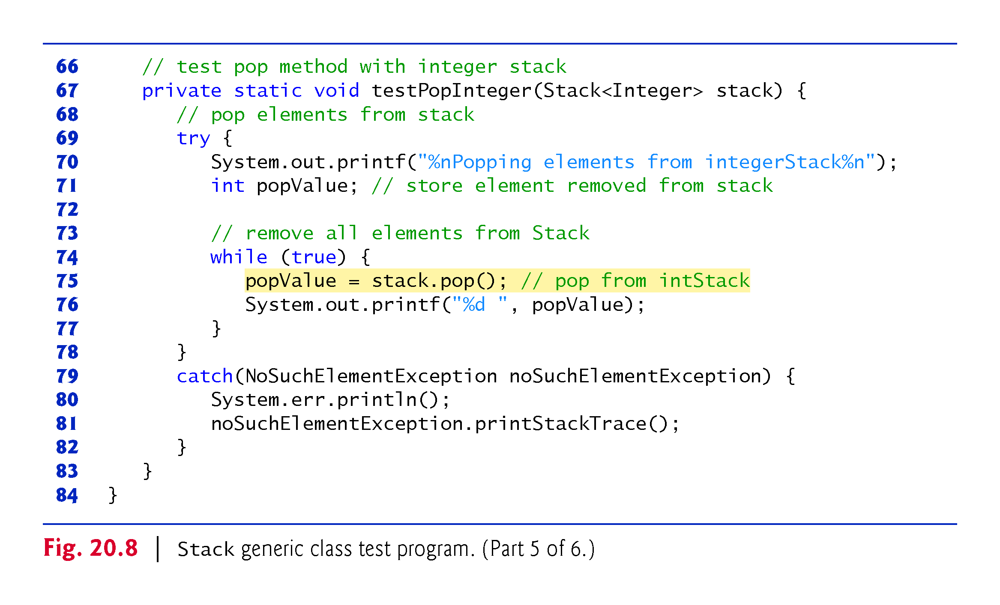 66      // test pop method with integer stack
67      private static void testPopInteger(Stack<Integer> stack) {
68         // pop elements from stack
69         try {
70            System.out.printf("%nPopping elements from integerStack%n");
71            int popValue; // store element removed from stack
72
73            // remove all elements from Stack
74            while (true) {
75               popValue = stack.pop(); // pop from intStack
76               System.out.printf("%d ", popValue);
77            }
78         }
79         catch(NoSuchElementException noSuchElementException) {
80            System.err.println();
81            noSuchElementException.printStackTrace();
82         }
83      }
84   }
Fig. 20.8 | Stack generic class test program. (Part 5 of 6.)